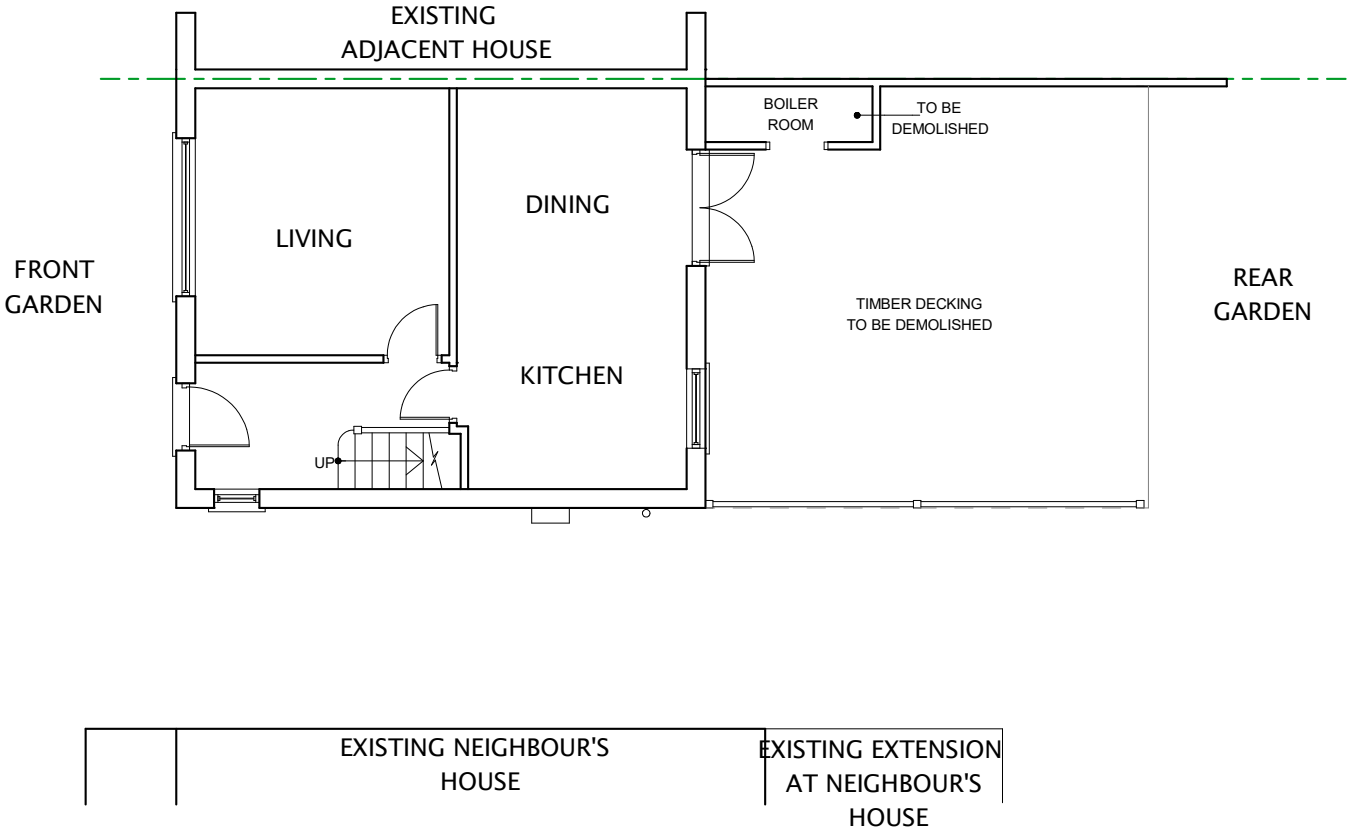 EXISTING
ADJACENT HOUSE
BOILER
ROOM
TO BE
DEMOLISHED
DINING
LIVING
FRONT
GARDEN
REAR
GARDEN
TIMBER DECKING
TO BE DEMOLISHED
KITCHEN
UP
EXISTING NEIGHBOUR'S
HOUSE
EXISTING EXTENSION
AT NEIGHBOUR'S
HOUSE